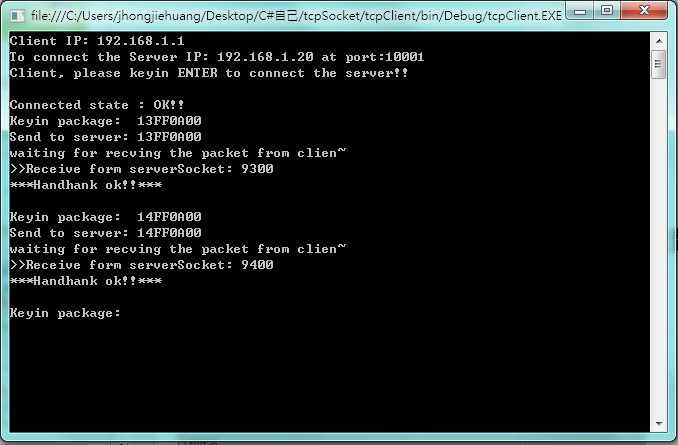 file:///C:/Users/jhongjiehuang/Desktop/C#自己/tcpSocket/tcpClient/bin/Debug/tcpClient.EXE
Client IP: 192.168.1.1
To connect the Server IP: 192.168.1.20 at port:10001
Client, please keyin ENTER to connect the server!!
Connected state : OK!!
Keyin package:  13FF0A00
Send to server: 13FF0A00
waiting for recving the packet from clien~
>>Receive form serverSocket: 9300
***Handhank ok!!***
Keyin package:  14FF0A00
Send to server: 14FF0A00
waiting for recving the packet from clien~
>>Receive form serverSocket: 9400
***Handhank ok!!***
Keyin package: